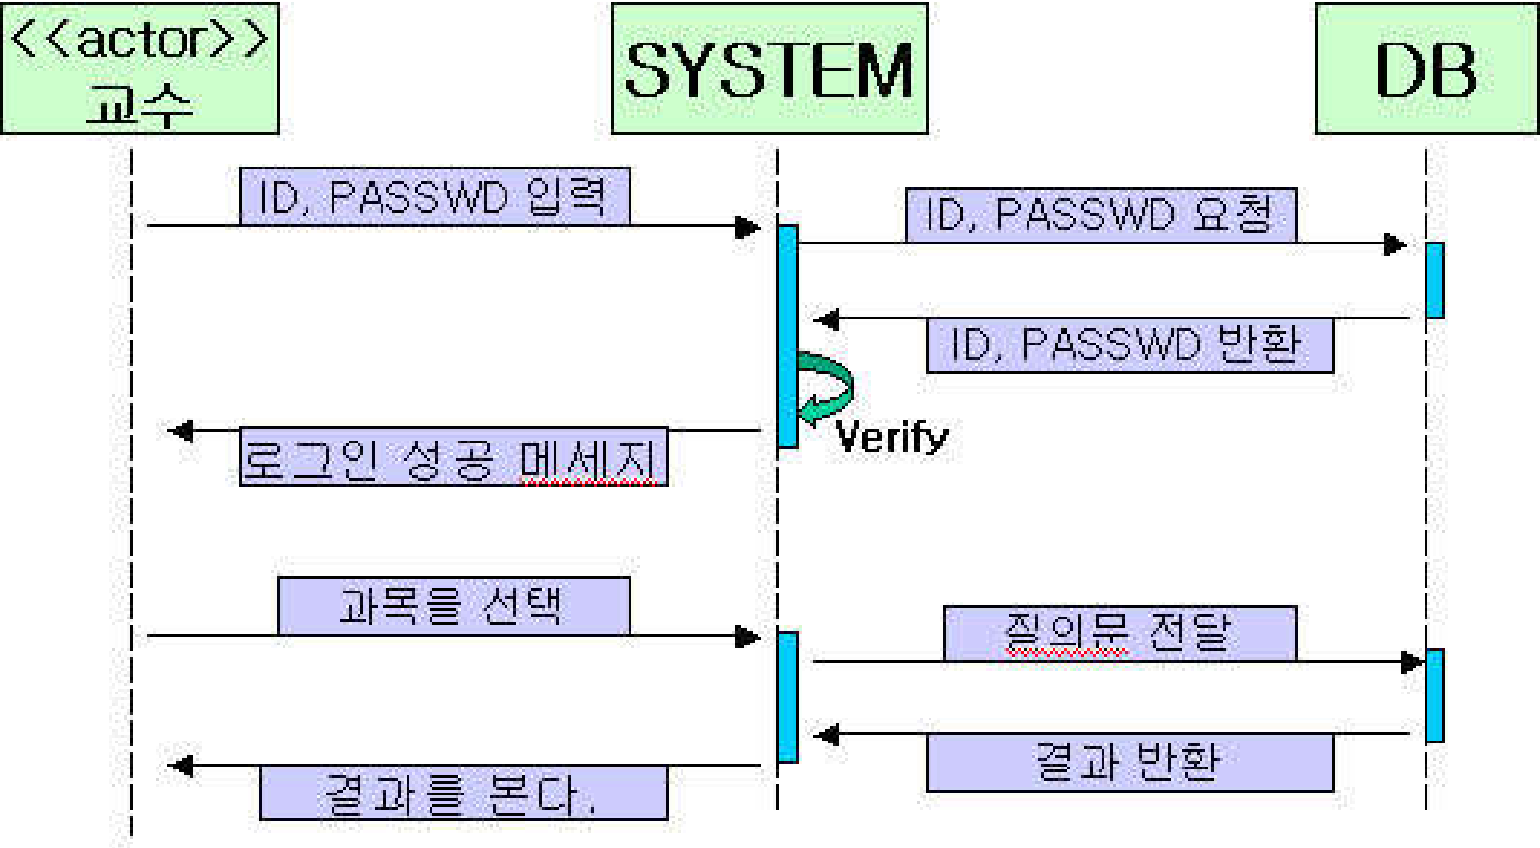 <<actor>>
교수
SYSTEM
DB
ID, PASSWD 입력
ID, PASSWD 요청
ID, PASSWD 반환
Verify
로그인 성공 메세지
과목을 선택
질의문 전달
결과 반환
결과를 본다.